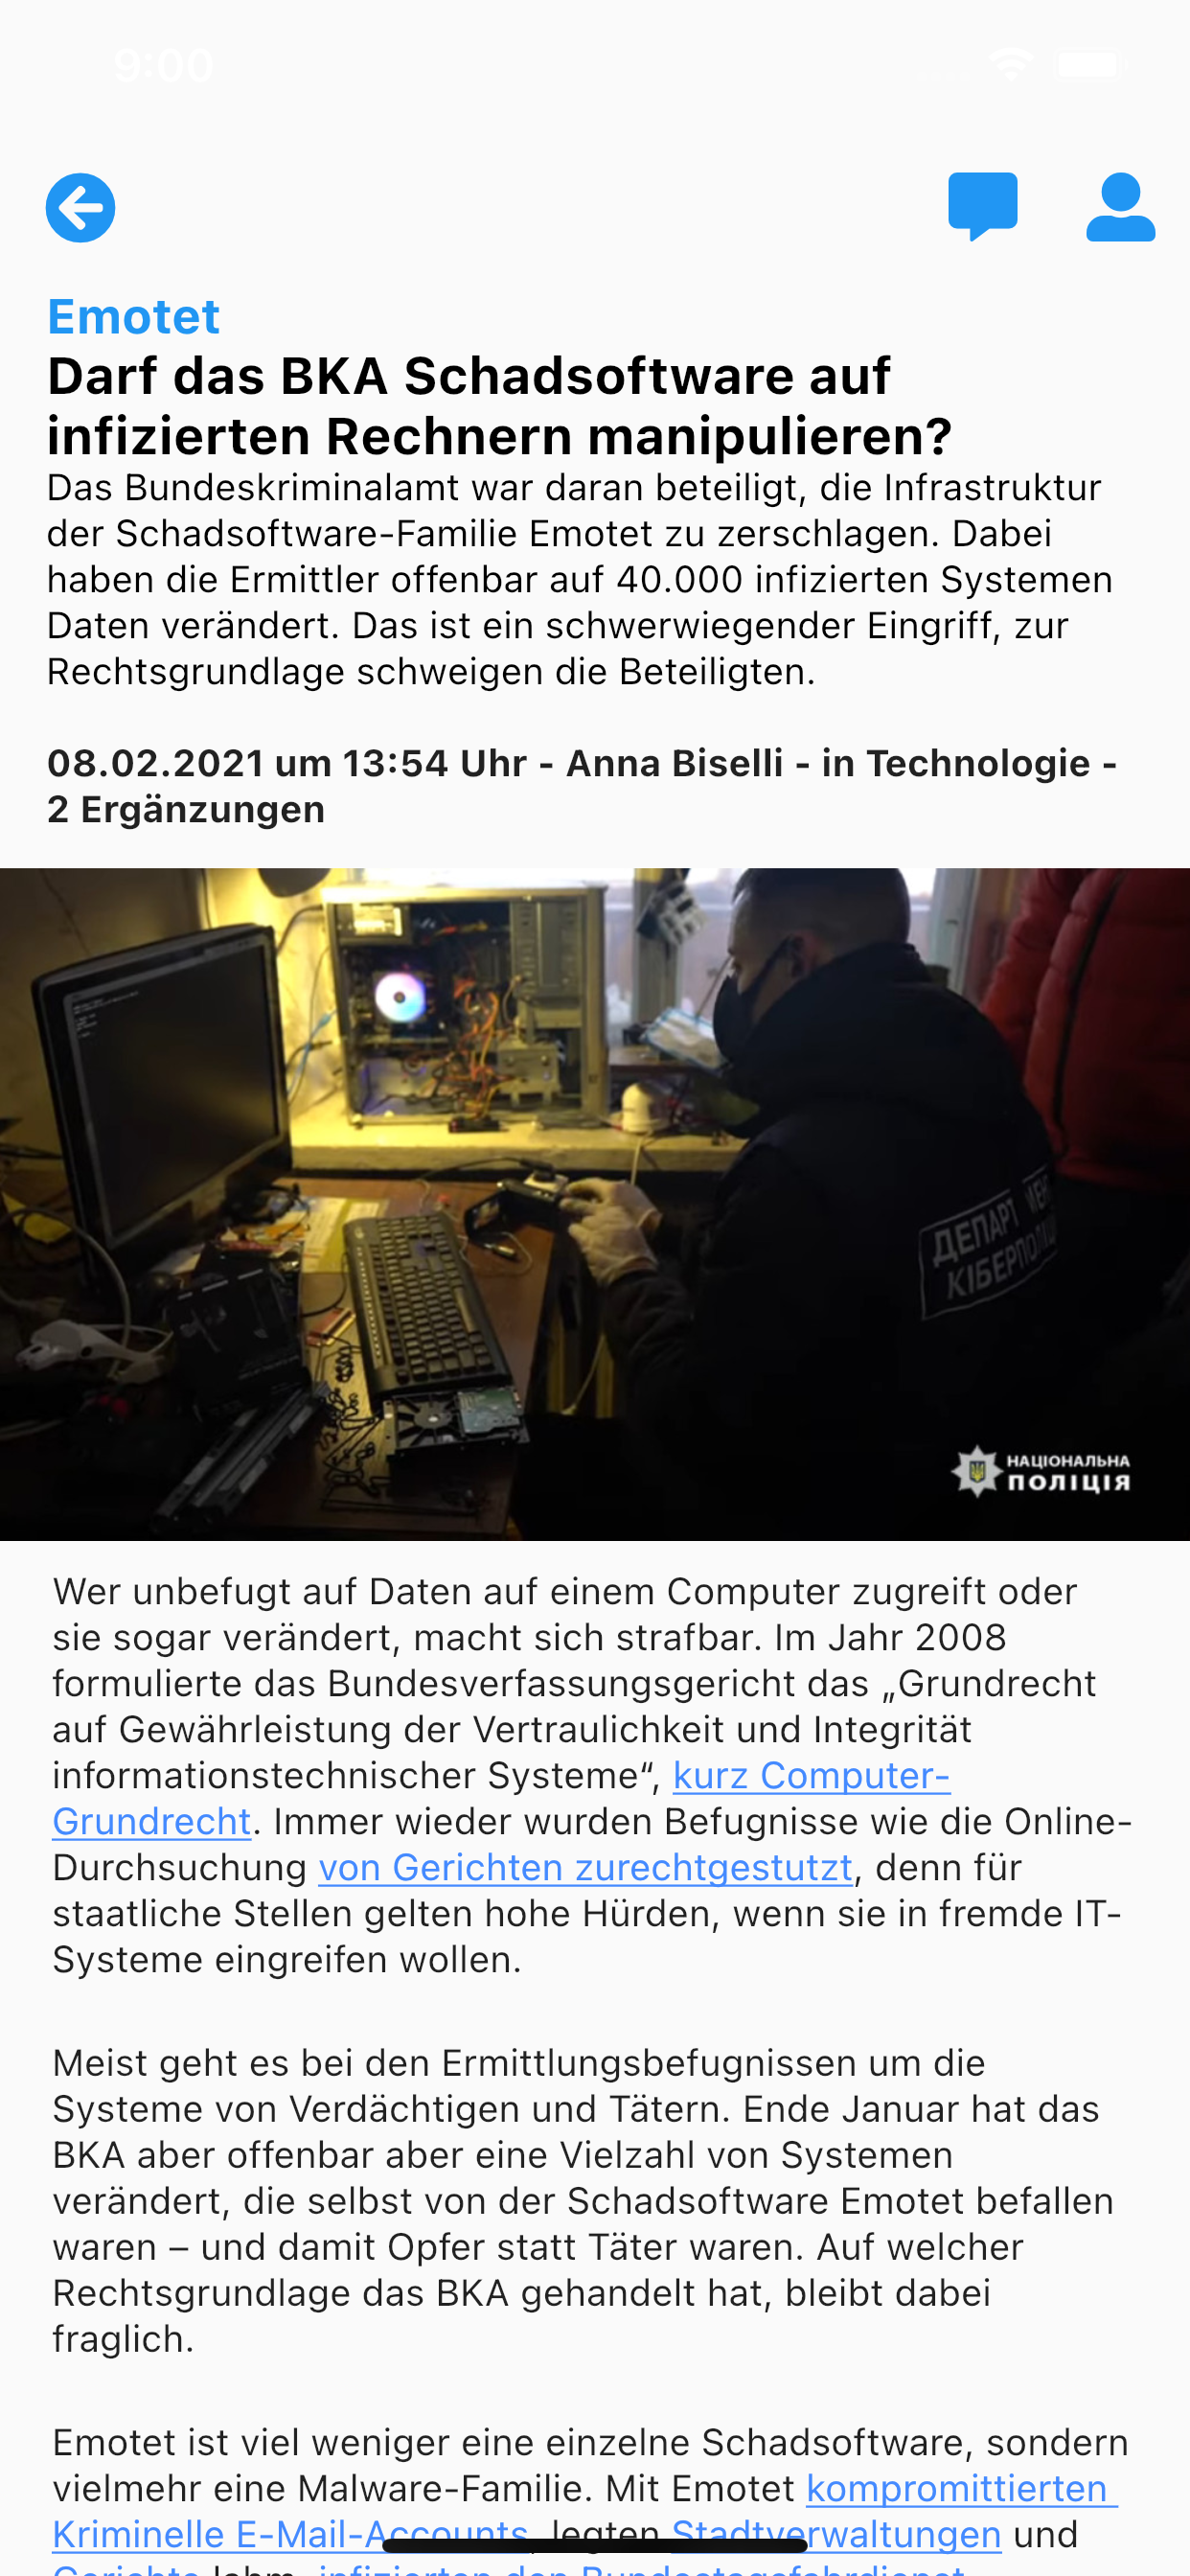 9:00
Emotet
Darf das BKA Schadsoftware auf
infizierten Rechnern manipulieren?
Das Bundeskriminalamt war daran beteiligt, die Infrastruktur
der Schadsoftware-Familie Emotet zu zerschlagen. Dabei
haben die Ermittler offenbar auf 40.000 infizierten Systemen
Daten verändert. Das ist ein schwerwiegender Eingriff, zur
Rechtsgrundlage schweigen die Beteiligten.
08.02.2021 um 13:54 Uhr - Anna Biselli - in Technologie -
2 Ergänzungen
НАЦІОНАЛЬНА
ПОЛІЦІЯ
Wer unbefugt auf Daten auf einem Computer zugreift oder
sie sogar verändert, macht sich strafbar. Im Jahr 2008
formulierte das Bundesverfassungsgericht das „Grundrecht
auf Gewährleistung der Vertraulichkeit und Integrität
informationstechnischer Systeme“, kurz Computer-
Grundrecht. Immer wieder wurden Befugnisse wie die Online-
Durchsuchung von Gerichten zurechtgestutzt, denn für
staatliche Stellen gelten hohe Hürden, wenn sie in fremde IT-
Systeme eingreifen wollen.
Meist geht es bei den Ermittlungsbefugnissen um die
Systeme von Verdächtigen und Tätern. Ende Januar hat das
BKA aber offenbar aber eine Vielzahl von Systemen
verändert, die selbst von der Schadsoftware Emotet befallen
waren – und damit Opfer statt Täter waren. Auf welcher
Rechtsgrundlage das BKA gehandelt hat, bleibt dabei
fraglich.
Emotet ist viel weniger eine einzelne Schadsoftware, sondern
vielmehr eine Malware-Familie. Mit Emotet kompromittierten
Kriminelle E-Mail-Accounts, legten Stadtverwaltungen und